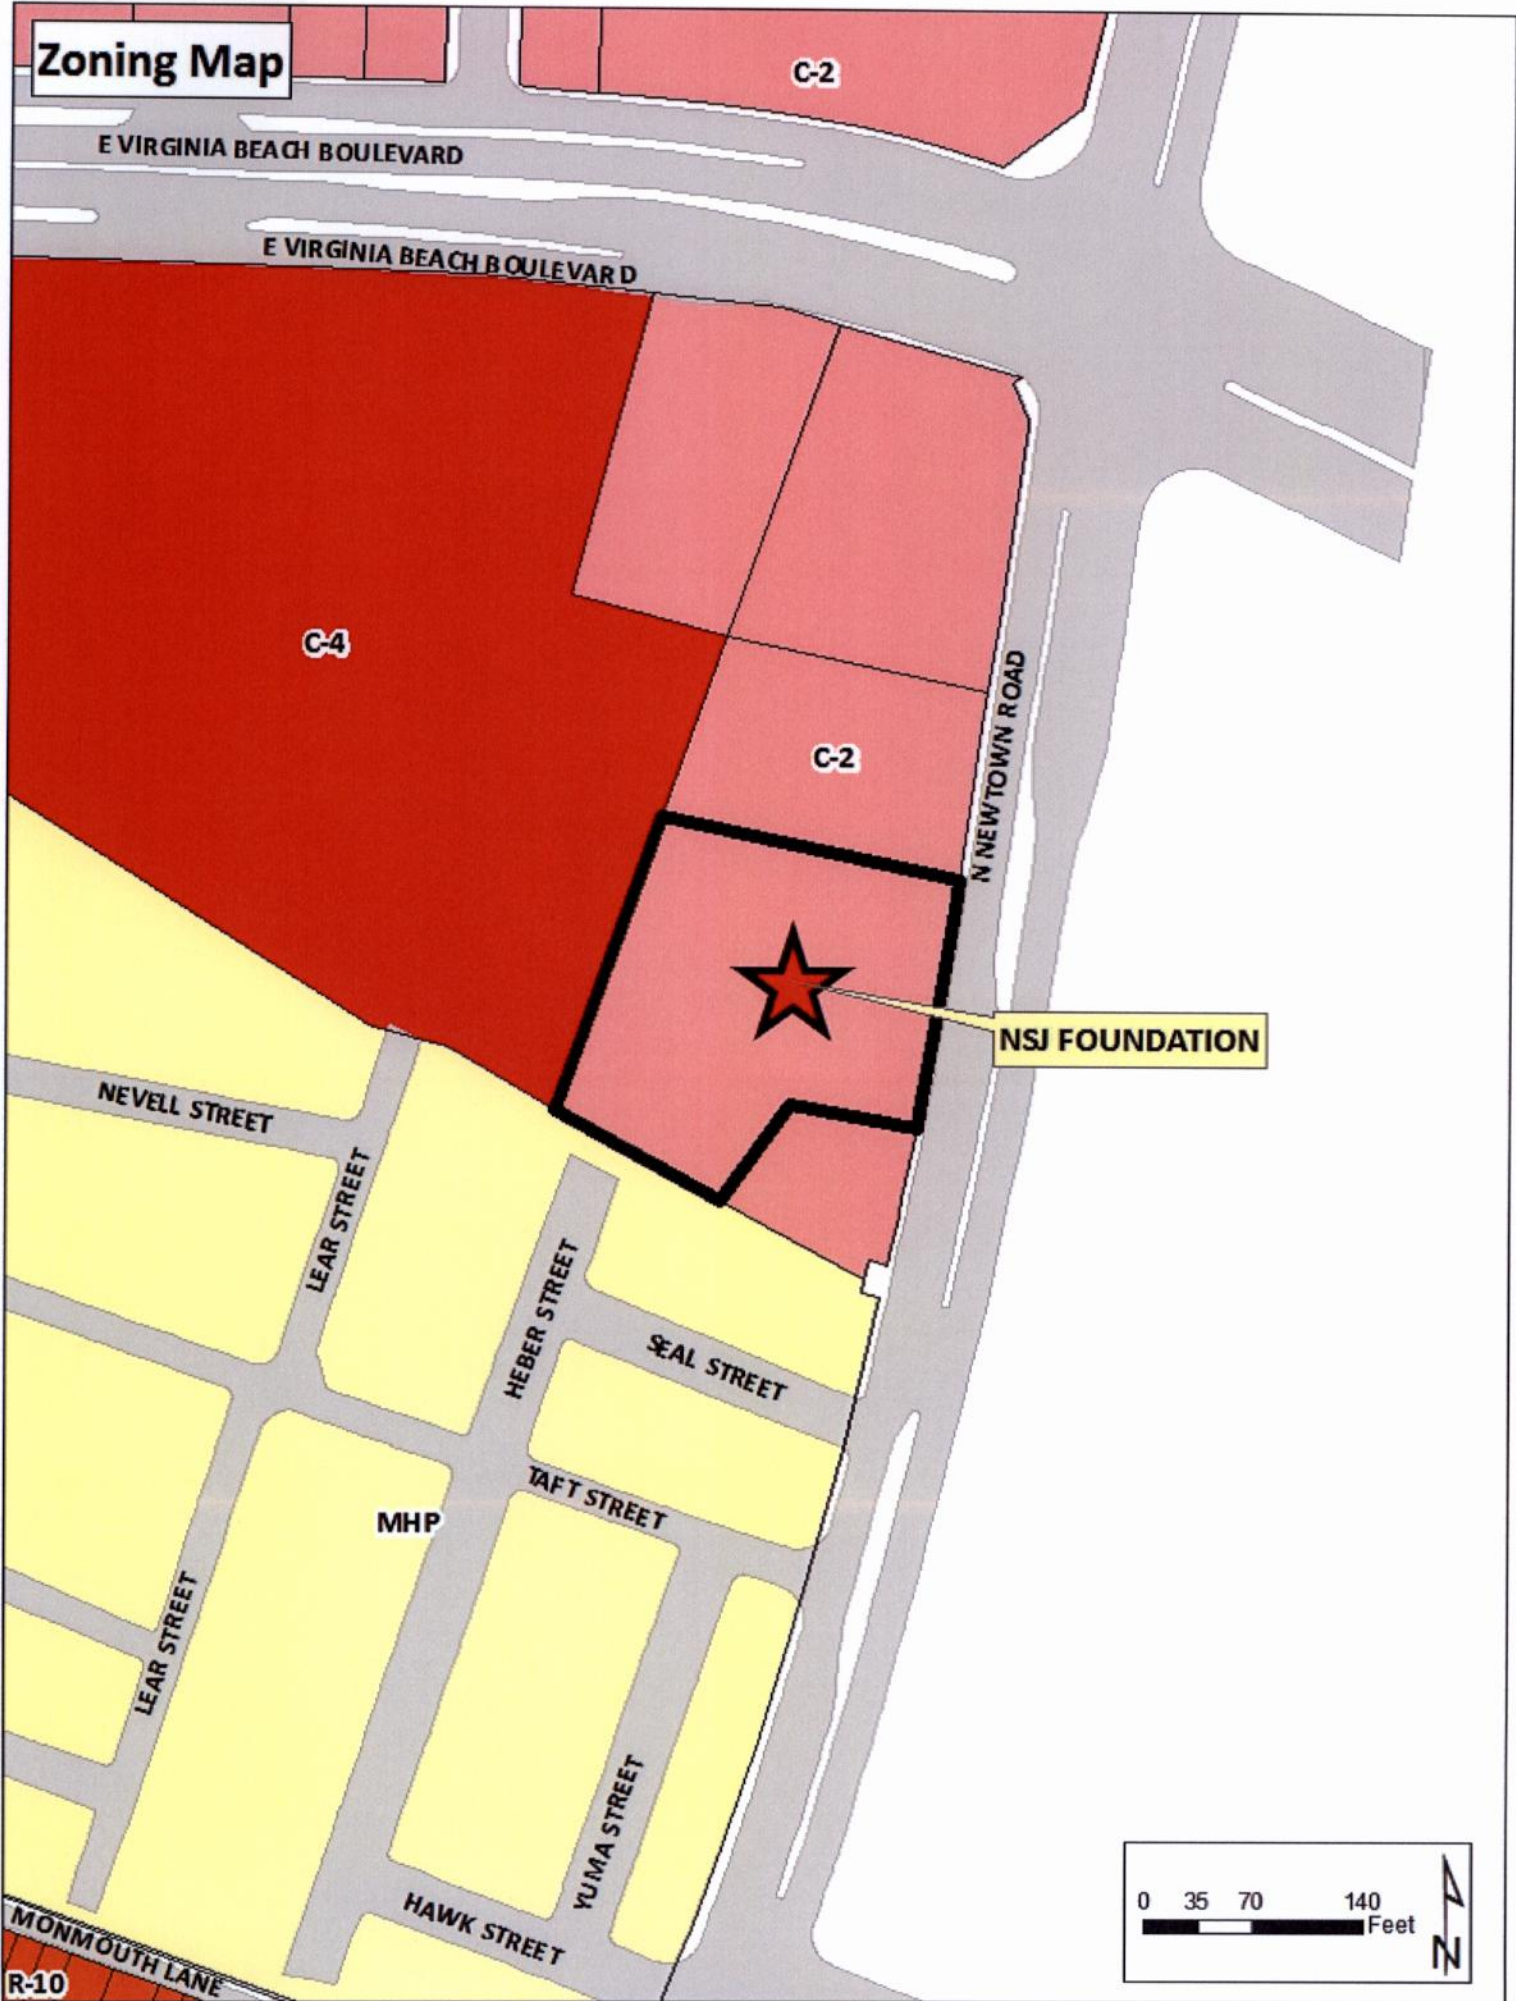 Zoning Map
C-2
E VIRGINIA BEACH BOULEVARD
E VIRGINIA BEACH BOULEVARD
C-4
N NEWTOWN ROAD
C-2
NSJ FOUNDATION
NEVELL STREET
LEAR STREET
HEBER STREET
SEAL STREET
TAFT STREET
MHP
LEAR STREET
YUMA STREET
HAWK STREET
MONMOUTH LANE
R-10
0 35 70 140
Feet
N